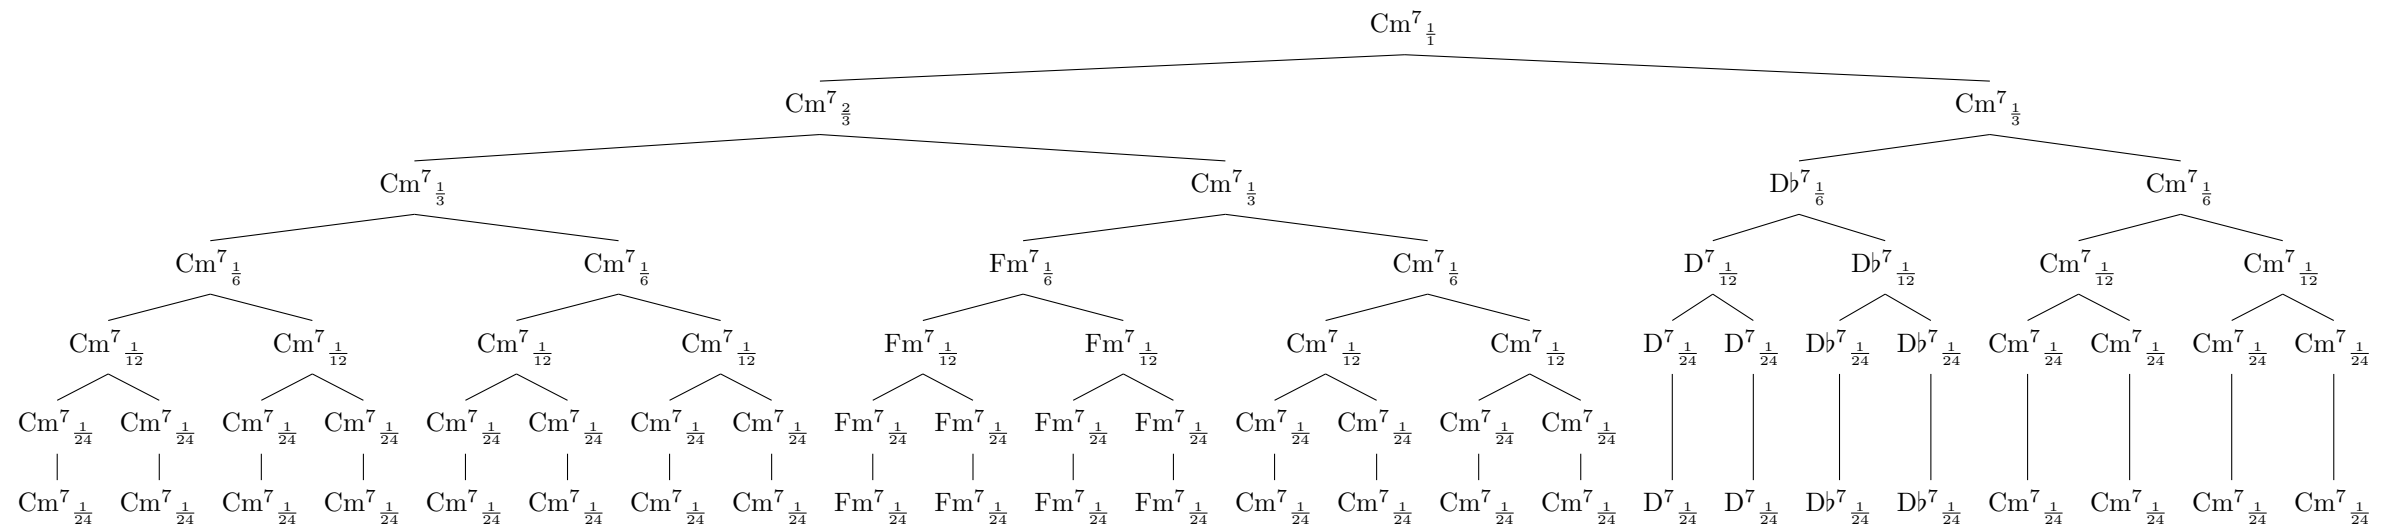 Cm⁷ 1/1
Cm⁷ 2/3 Cm⁷ 1/3
Cm⁷ 1/3 Cm⁷ 1/3 D♭⁷ 1/6 Cm⁷ 1/6
Cm⁷ 1/6 Cm⁷ 1/6 Fm⁷ 1/6 Cm⁷ 1/6 D⁷ 1/12 D♭⁷ 1/12 Cm⁷ 1/12 Cm⁷ 1/12
Cm⁷ 1/12 Cm⁷ 1/12 Cm⁷ 1/12 Cm⁷ 1/12 Fm⁷ 1/12 Fm⁷ 1/12 Cm⁷ 1/12 Cm⁷ 1/12 D⁷ 1/24 D⁷ 1/24 D♭⁷ 1/24 D♭⁷ 1/24 Cm⁷ 1/24 Cm⁷ 1/24 Cm⁷ 1/24 Cm⁷ 1/24
Cm⁷ 1/24 Cm⁷ 1/24 Cm⁷ 1/24 Cm⁷ 1/24 Cm⁷ 1/24 Cm⁷ 1/24 Cm⁷ 1/24 Cm⁷ 1/24 Fm⁷ 1/24 Fm⁷ 1/24 Fm⁷ 1/24 Fm⁷ 1/24 Cm⁷ 1/24 Cm⁷ 1/24 Cm⁷ 1/24 Cm⁷ 1/24
Cm⁷ 1/24 Cm⁷ 1/24 Cm⁷ 1/24 Cm⁷ 1/24 Cm⁷ 1/24 Cm⁷ 1/24 Cm⁷ 1/24 Cm⁷ 1/24 Fm⁷ 1/24 Fm⁷ 1/24 Fm⁷ 1/24 Fm⁷ 1/24 Cm⁷ 1/24 Cm⁷ 1/24 Cm⁷ 1/24 Cm⁷ 1/24 D⁷ 1/24 D⁷ 1/24 D♭⁷ 1/24 D♭⁷ 1/24 Cm⁷ 1/24 Cm⁷ 1/24 Cm⁷ 1/24 Cm⁷ 1/24